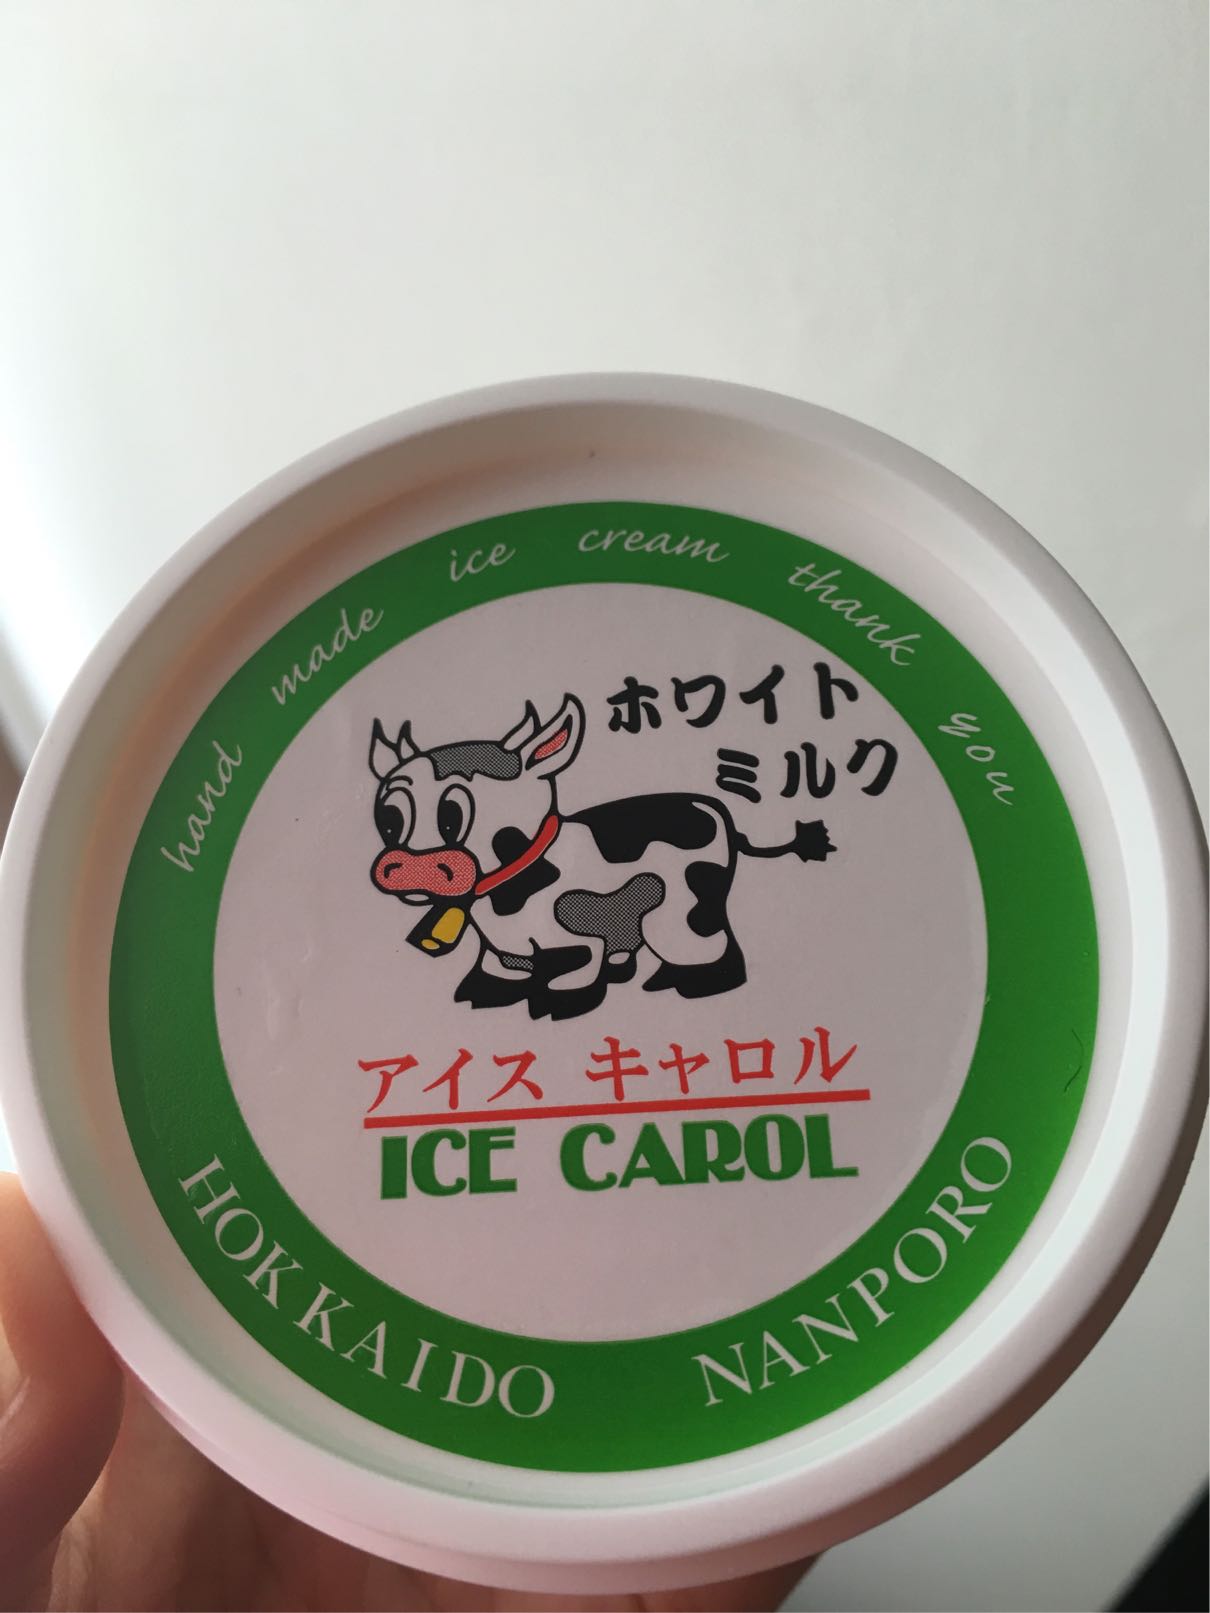 hand made ice cream thank you
ホワイト
ミルク
アイス キャロル
ICE CAROL
HOKKAIDO NANPORO